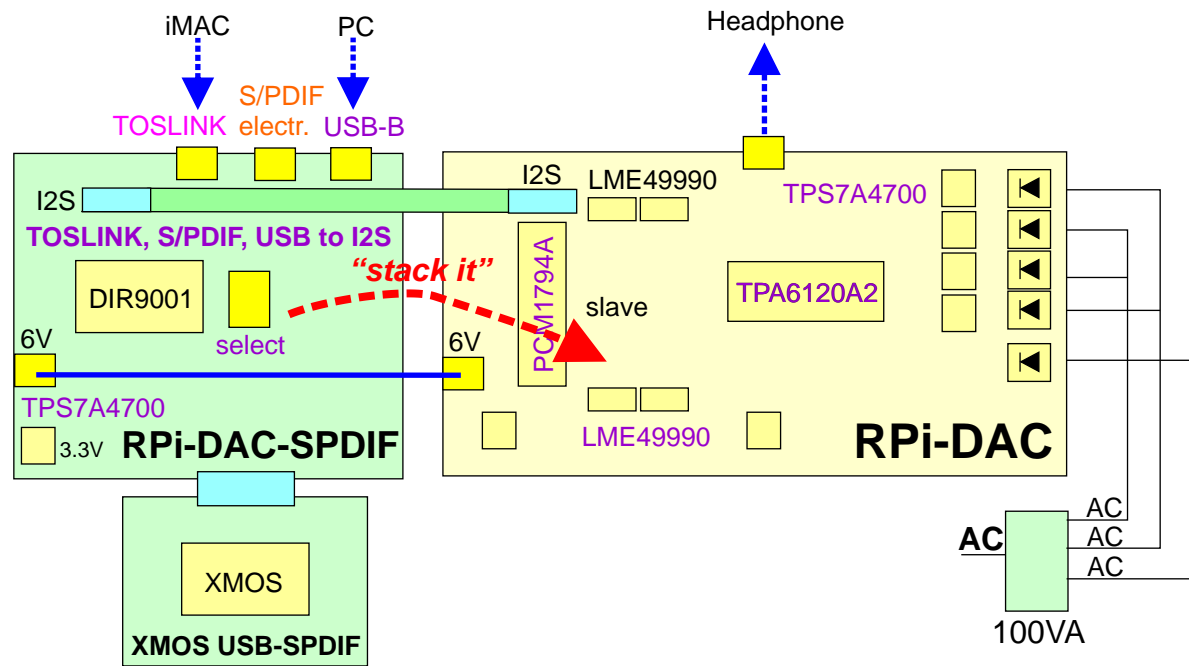 iMAC
PC
Headphone
S/PDIF
TOSLINK
electr.
USB-B
I2S
I2S
LME49990
TPS7A4700
TOSLINK, S/PDIF, USB to I2S
“stack it”
DIR9001
PCM1794A
TPA6120A2
slave
select
6V
6V
TPS7A4700
LME49990
3.3V
RPi-DAC-SPDIF
RPi-DAC
AC
AC
AC
AC
XMOS
100VA
XMOS USB-SPDIF